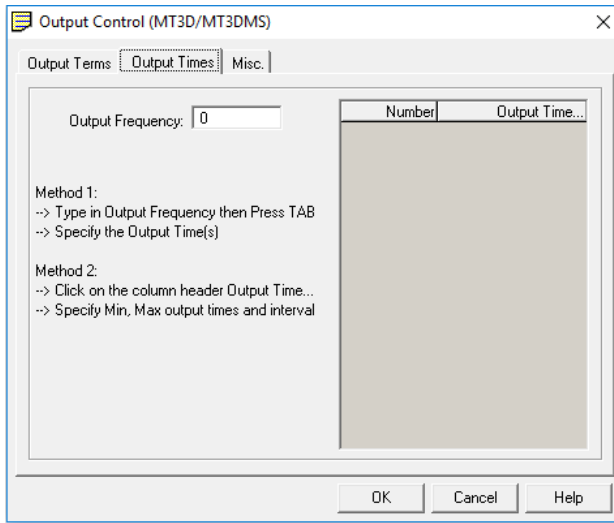 Output Control (MT3D/MT3DMS)
Output Terms Output Times Misc.
Output Frequency: 0
Number Output Time...
Method 1:
--> Type in Output Frequency then Press TAB
--> Specify the Output Time(s)
Method 2:
--> Click on the column header Output Time...
--> Specify Min, Max output times and interval
OK Cancel Help